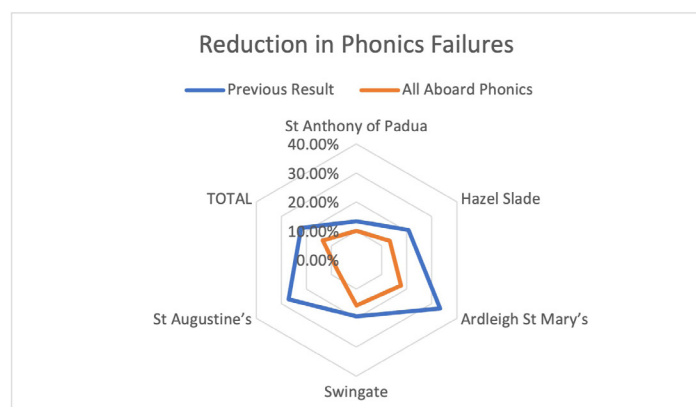 Reduction in Phonics Failures
Previous Result All Aboard Phonics
St Anthony of Padua
40.00%
30.00%
TOTAL Hazel Slade
20.00%
10.00%
0.00%
St Augustine’s Ardleigh St Mary’s
Swingate